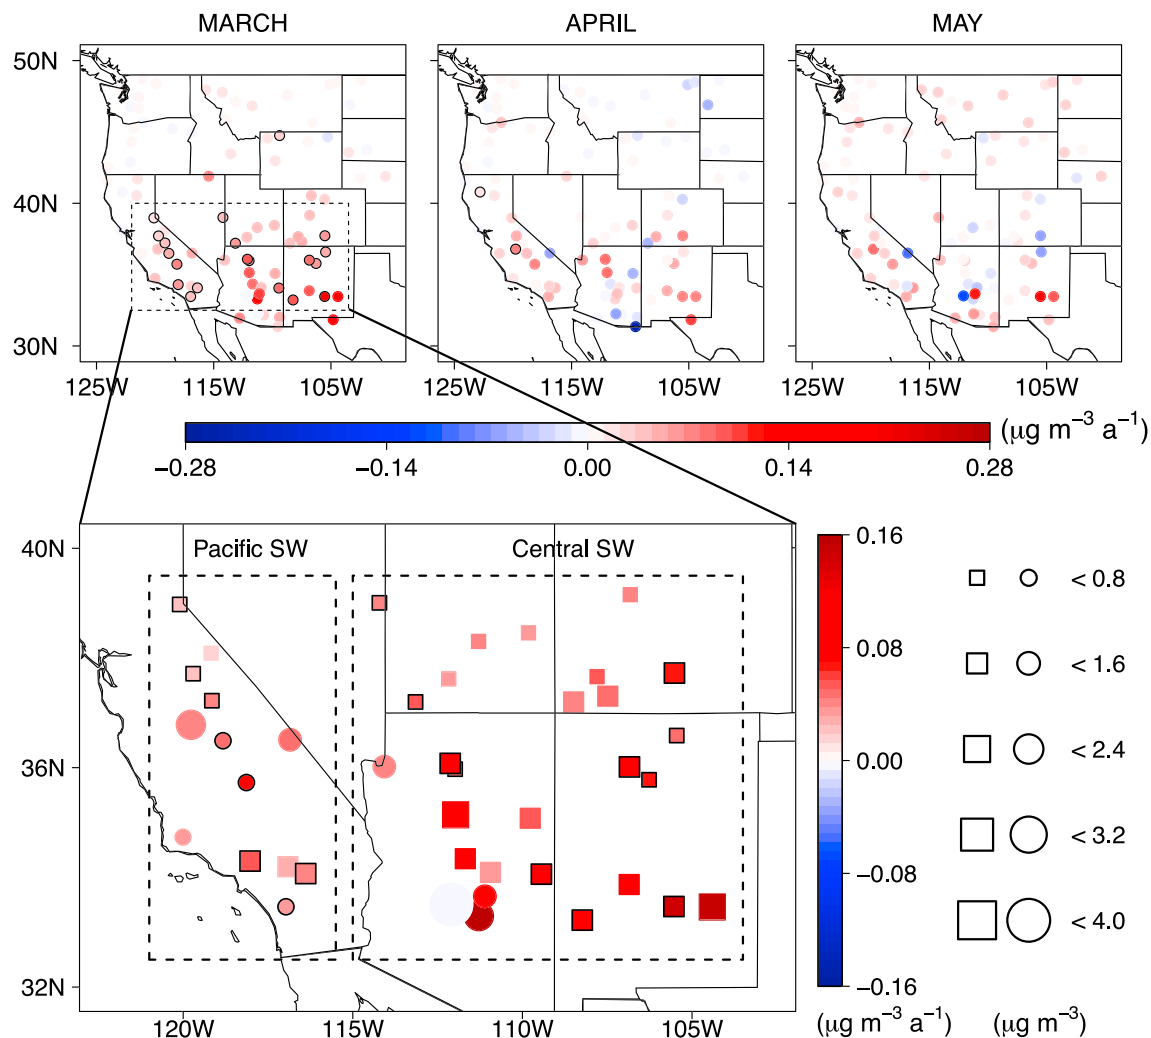 MARCH APRIL MAY
50N
40N
30N
125W 115W 105W 125W 115W 105W 125W 115W 105W
−0.28 −0.14 0.00 0.14 0.28 (μg m⁻³ a⁻¹)
Pacific SW Central SW
40N
36N
32N
120W 115W 110W 105W
0.16
0.08
0.00
−0.08
−0.16
(μg m⁻³ a⁻¹)
< 0.8
< 1.6
< 2.4
< 3.2
< 4.0
(μg m⁻³)